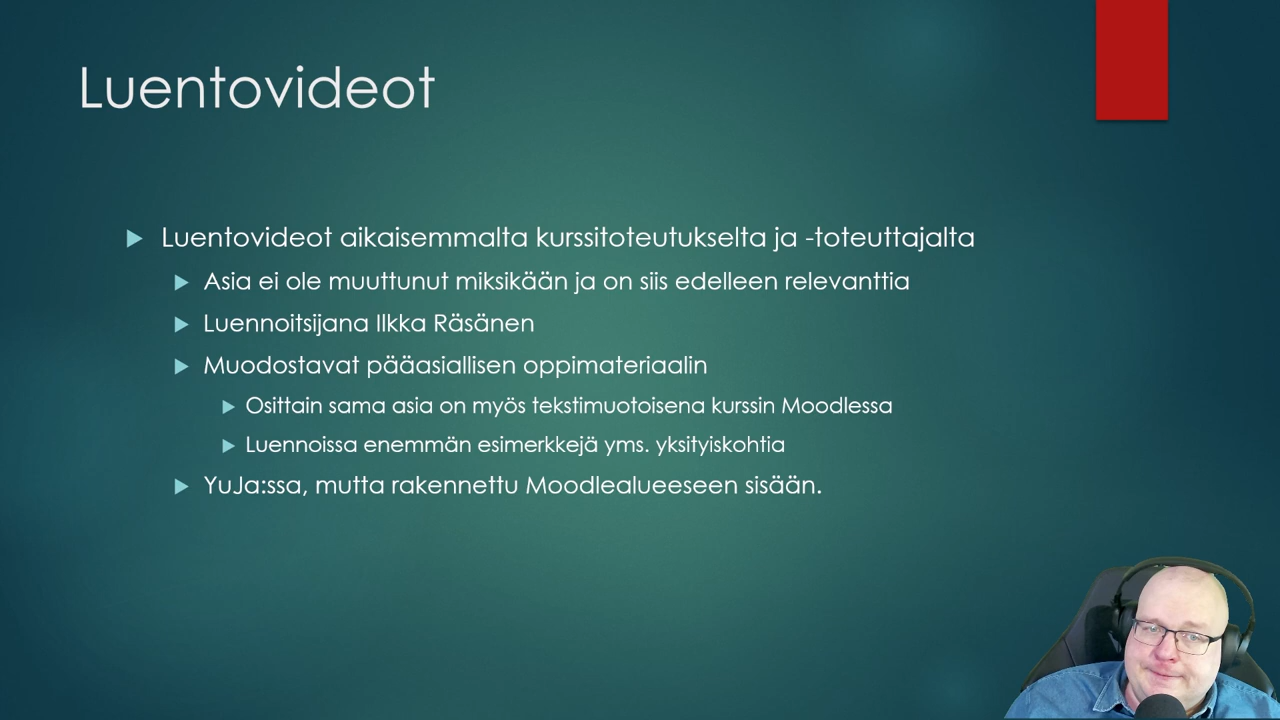 Luentovideot
Luentovideot aikaisemmalta kurssitoteutukselta ja -toteuttajalta
Asia ei ole muuttunut miksikään ja on siis edelleen relevanttia
Luennoitsijana Ilkka Räsänen
Muodostavat pääasiallisen oppimateriaalin
Osittain sama asia on myös tekstimuotoisena kurssin Moodlessa
Luennoissa enemmän esimerkkejä yms. yksityiskohtia
YuJa:ssa, mutta rakennettu Moodlealueeseen sisään.